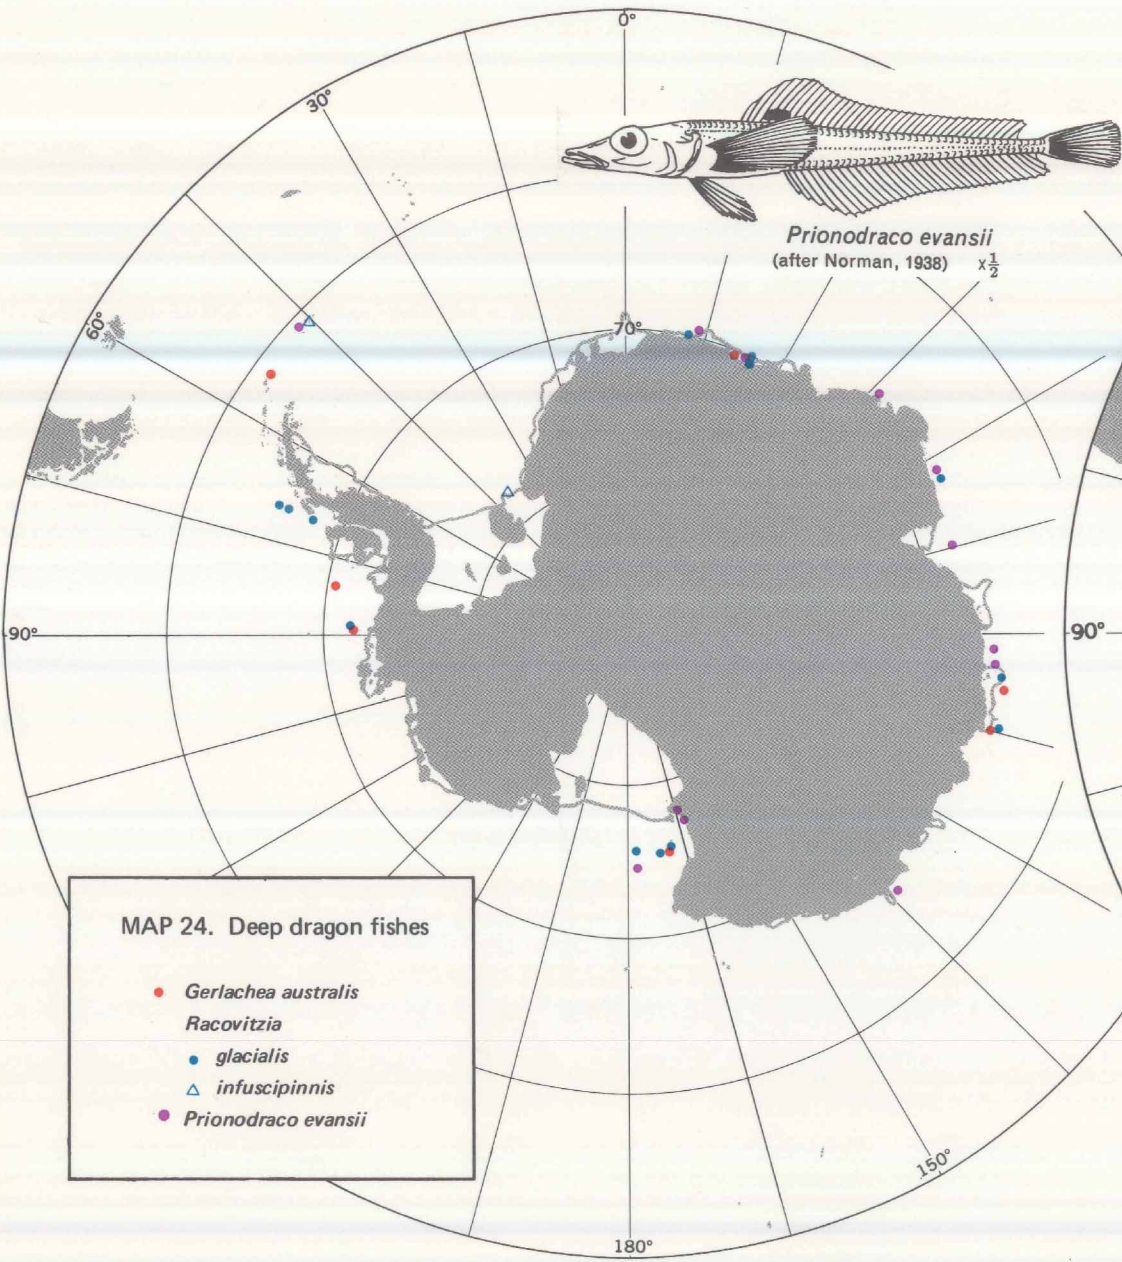 0°
30°
Prionodraco evansii
(after Norman, 1938) x½
60°
70°
90°
90°
MAP 24. Deep dragon fishes
Gerlachea australis
Racovitzia
glacialis
infuscipinnis
Prionodraco evansii
150°
180°